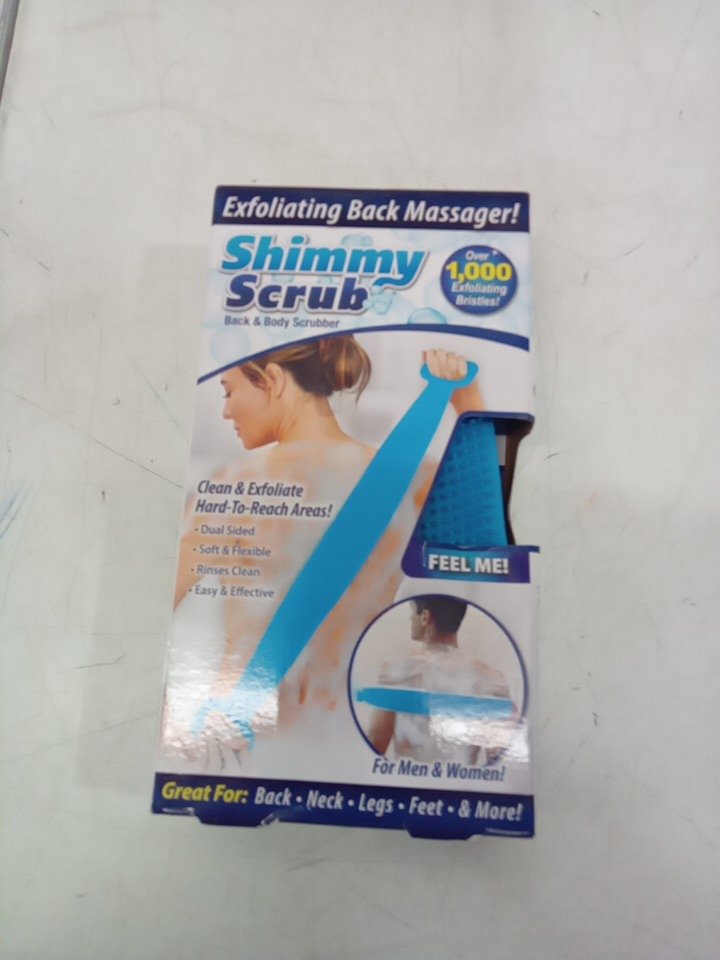 Exfoliating Back Massager!
Shimmy
Scrub
Back & Body Scrubber
Over
1,000
Exfoliating
Bristles!
Clean & Exfoliate
Hard-To-Reach Areas!
• Dual Sided
• Soft & Flexible
• Rinses Clean
• Easy & Effective
FEEL ME!
For Men & Women!
Great For: Back • Neck • Legs • Feet • & More!